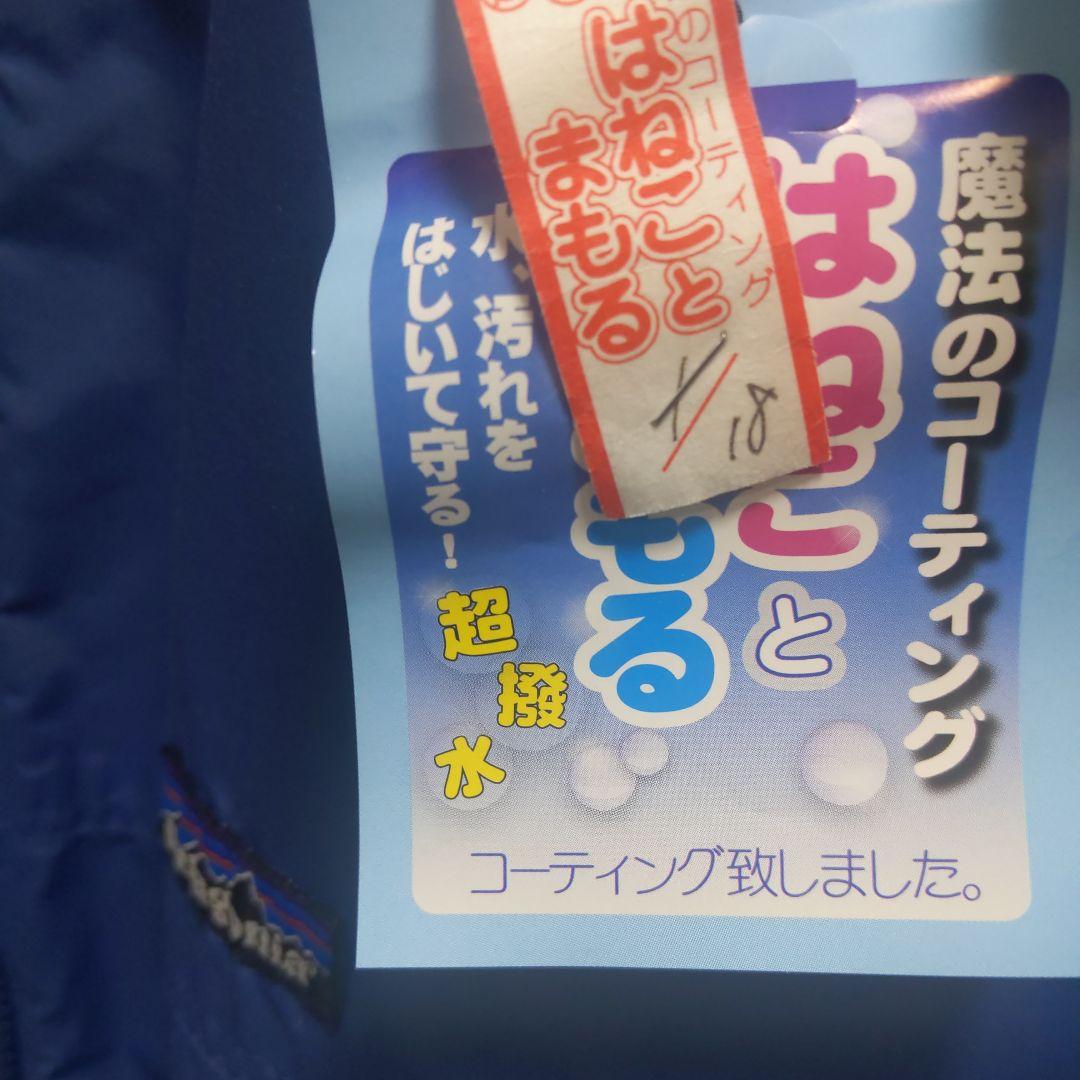 魔法のコーティング
はねこと
もる
水、汚れを
はじいて守る!
超
撥
水
コーティング致しました。
のコーティング
はねこと
まもる
18
patagonia